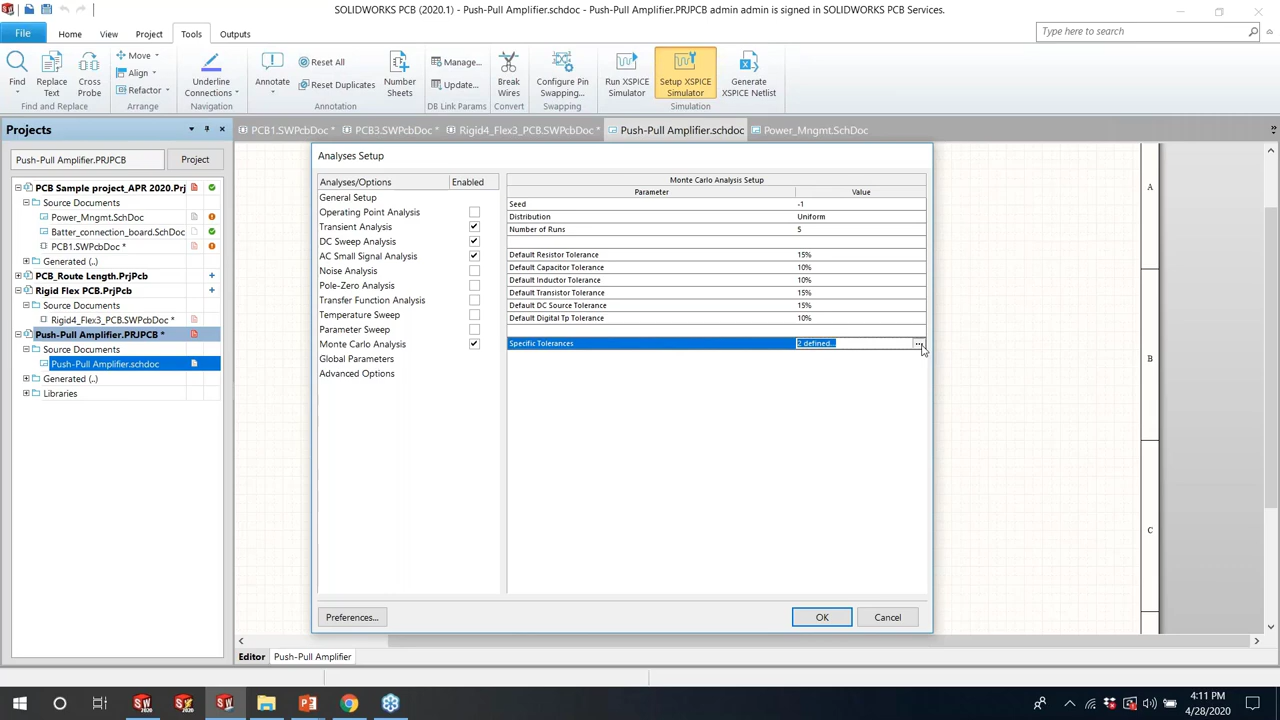 SOLIDWORKS PCB (2020.1) - Push-Pull Amplifier.schdoc - Push-Pull Amplifier.PRJPCB admin admin is signed in SOLIDWORKS PCB Services.
File Home View Project Tools Outputs
Type here to search
Find
Replace Text
Cross Probe
Find and Replace
Move
Align
Refactor
Arrange
Underline Connections
Navigation
Annotate
Reset All
Reset Duplicates
Number Sheets
Annotation
Manage...
Update...
DB Link Params
Break Wires
Convert
Configure Pin Swapping...
Swapping
Run XSPICE Simulator
Setup XSPICE Simulator
Generate XSPICE Netlist
Simulation
Projects
PCB1.SWPcbDoc * PCB3.SWPcbDoc * Rigid4_Flex3_PCB.SWPcbDoc * Push-Pull Amplifier.schdoc Power_Mngmt.SchDoc
Push-Pull Amplifier.PRJPCB Project
PCB Sample project_APR 2020.Prj
Source Documents
Power_Mngmt.SchDoc
Batter_connection_board.SchDoc
PCB1.SWPcbDoc *
Generated (..)
PCB_Route Length.PrjPcb
Rigid Flex PCB.PrjPcb
Source Documents
Rigid4_Flex3_PCB.SWPcbDoc *
Push-Pull Amplifier.PRJPCB *
Source Documents
Push-Pull Amplifier.schdoc
Generated (..)
Libraries
Analyses Setup
Analyses/Options Enabled
General Setup
Operating Point Analysis
Transient Analysis
DC Sweep Analysis
AC Small Signal Analysis
Noise Analysis
Pole-Zero Analysis
Transfer Function Analysis
Temperature Sweep
Parameter Sweep
Monte Carlo Analysis
Global Parameters
Advanced Options
Monte Carlo Analysis Setup
Parameter Value
Seed -1
Distribution Uniform
Number of Runs 5
Default Resistor Tolerance 15%
Default Capacitor Tolerance 10%
Default Inductor Tolerance 10%
Default Transistor Tolerance 15%
Default DC Source Tolerance 15%
Default Digital Tp Tolerance 10%
Specific Tolerances 2 defined... ...
Preferences... OK Cancel
A
B
C
Editor Push-Pull Amplifier
4:11 PM
4/28/2020